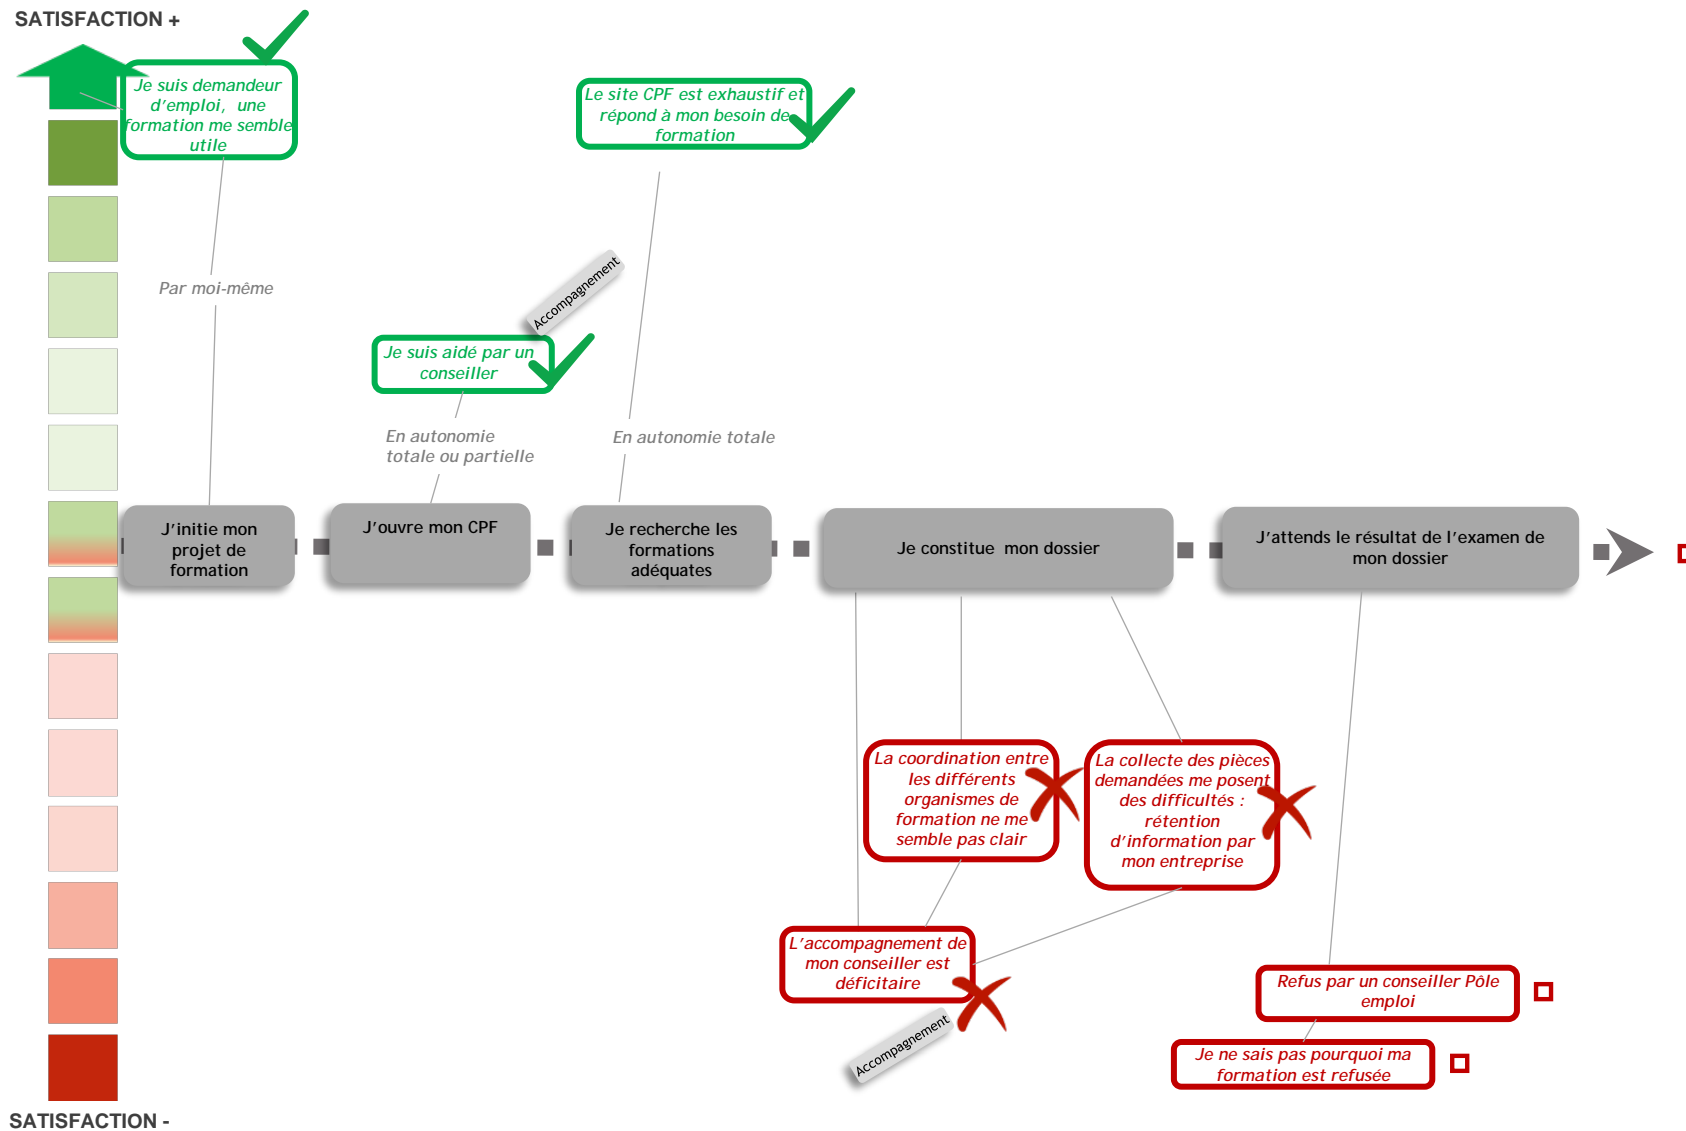 SATISFACTION +
Je suis demandeur
d'emploi,  une
formation me semble
utile
Le site CPF est exhaustif et
répond à mon besoin de
formation
Par moi-même
Accompagnement
Je suis aidé par un
conseiller
En autonomie
totale ou partielle
En autonomie totale
J'initie mon
projet de
formation
J'ouvre mon CPF
Je recherche les
formations
adéquates
Je constitue  mon dossier
J'attends le résultat de l'examen de
mon dossier
La coordination entre
les différents
organismes de
formation ne me
semble pas clair
La collecte des pièces
demandées me posent
des difficultés :
rétention
d'information par
mon entreprise
L'accompagnement de
mon conseiller est
déficitaire
Accompagnement
Refus par un conseiller Pôle
emploi
Je ne sais pas pourquoi ma
formation est refusée
SATISFACTION -